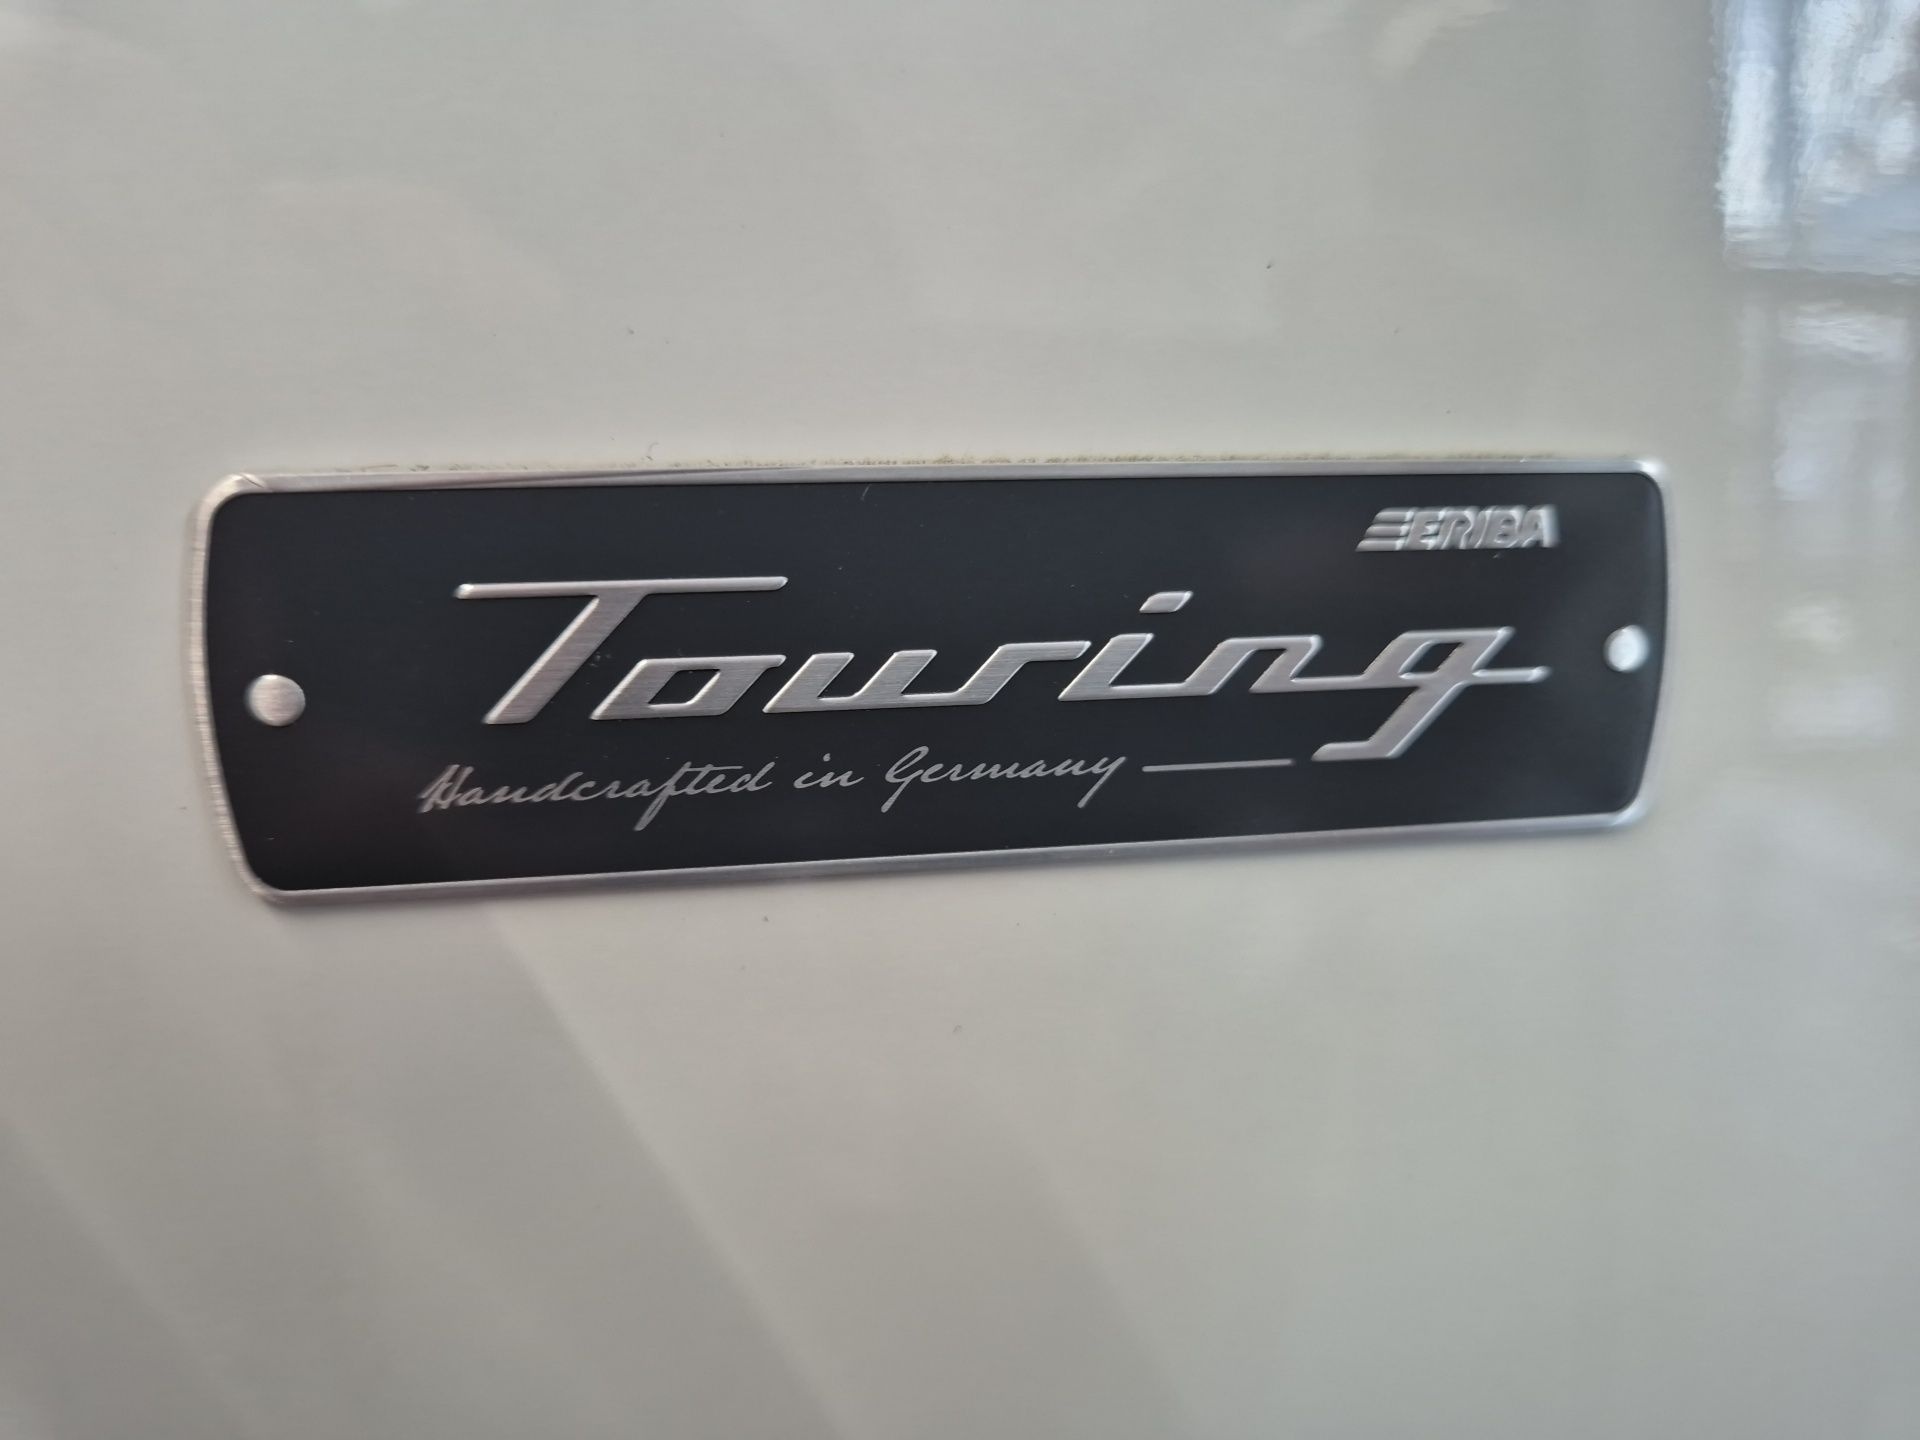 ERIBA
Touring
Handcrafted in Germany